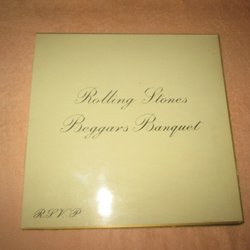 Rolling Stones
Beggars Banquet
R.S.V.P.